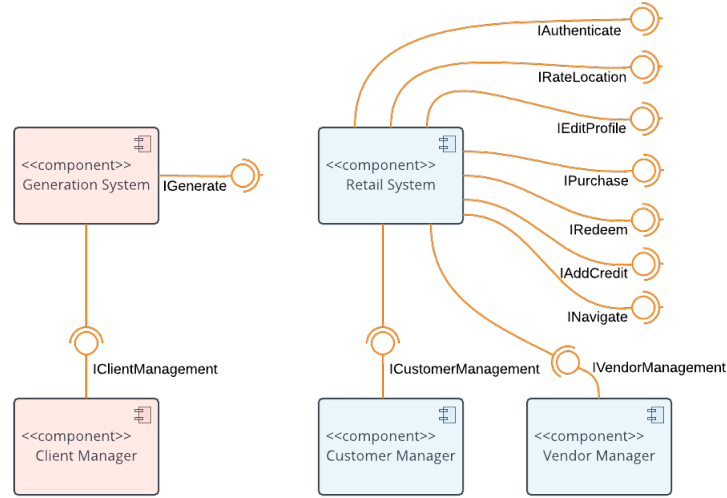 IAuthenticate
IRateLocation
IEditProfile
<<component>>
Generation System
IGenerate
<<component>>
Retail System
IPurchase
IRedeem
IAddCredit
INavigate
IClientManagement
ICustomerManagement
IVendorManagement
<<component>>
Client Manager
<<component>>
Customer Manager
<<component>>
Vendor Manager